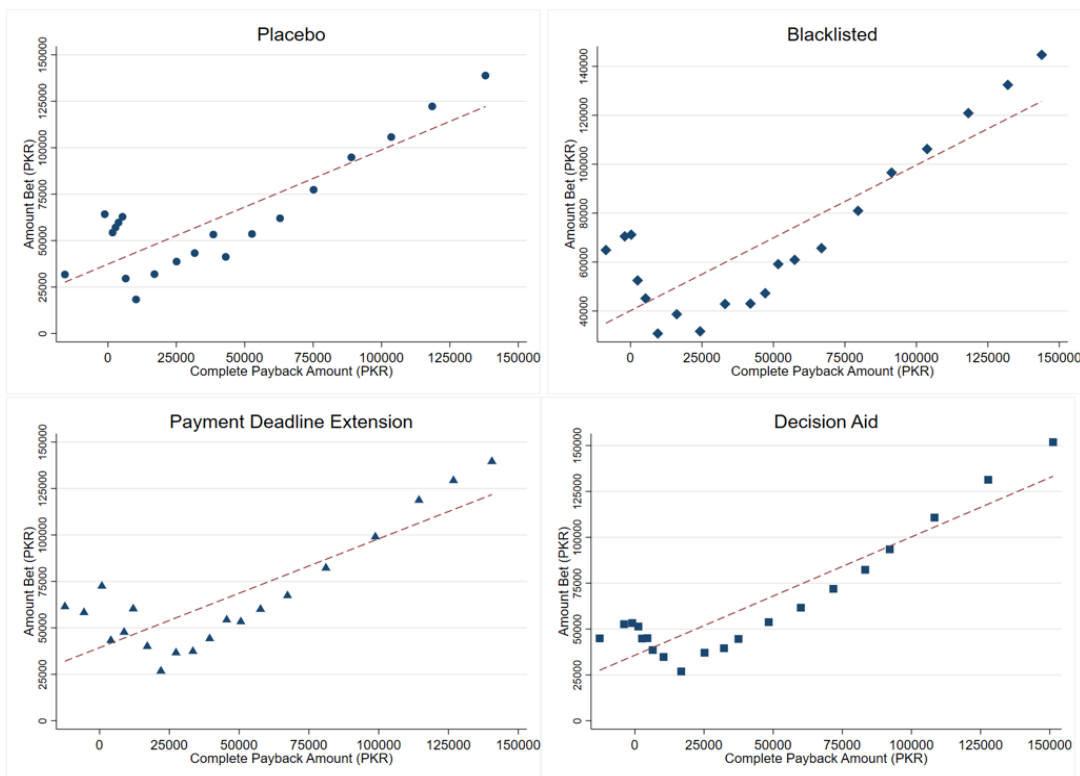 Placebo
Amount Bet (PKR)
150000
125000
100000
75000
50000
25000
0
0 25000 50000 75000 100000 125000 150000
Complete Payback Amount (PKR)
Blacklisted
Amount Bet (PKR)
140000
120000
100000
80000
60000
40000
0 25000 50000 75000 100000 125000 150000
Complete Payback Amount (PKR)
Payment Deadline Extension
Amount Bet (PKR)
150000
125000
100000
75000
50000
25000
0
0 25000 50000 75000 100000 125000 150000
Complete Payback Amount (PKR)
Decision Aid
Amount Bet (PKR)
150000
125000
100000
75000
50000
25000
0
0 25000 50000 75000 100000 125000 150000
Complete Payback Amount (PKR)